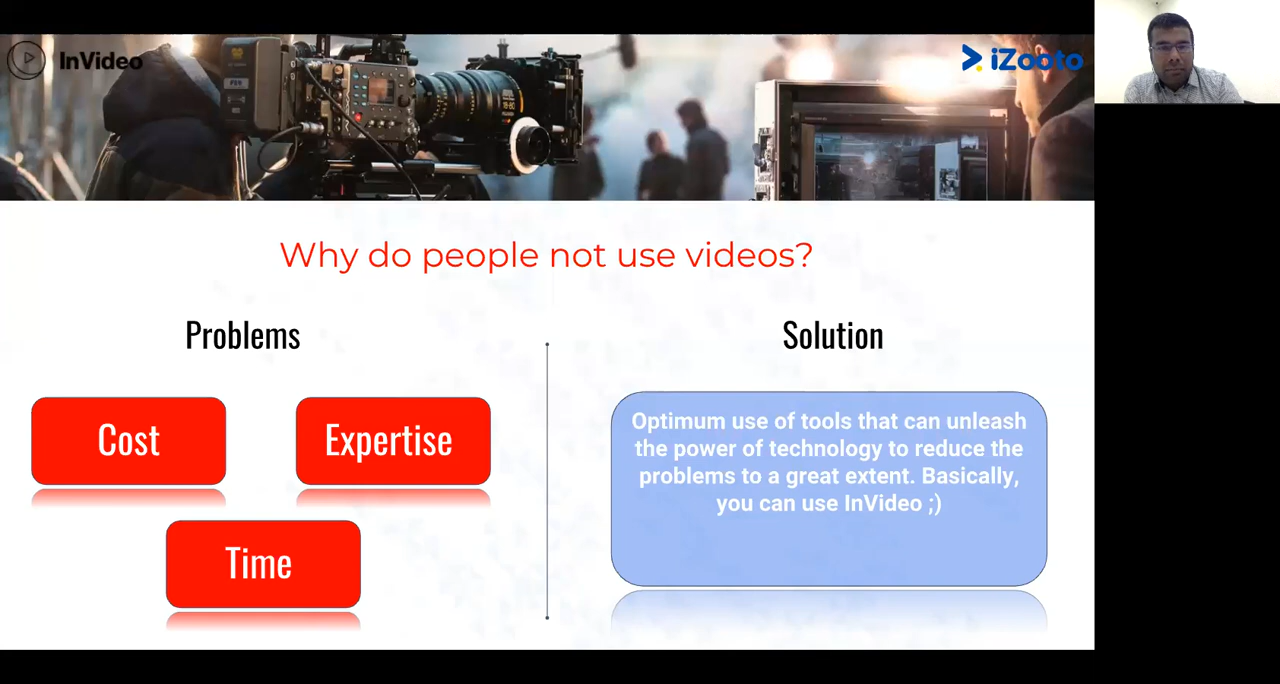 InVideo
iZooto
Why do people not use videos?
Problems
Solution
Cost
Expertise
Time
Optimum use of tools that can unleash
the power of technology to reduce the
problems to a great extent. Basically,
you can use InVideo ;)